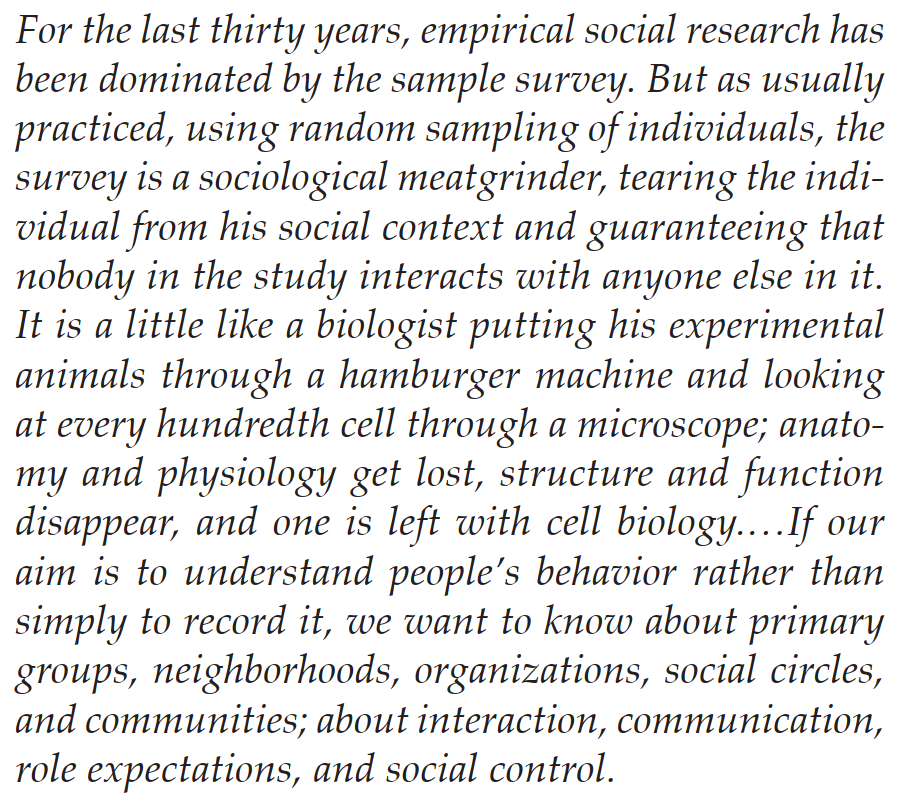 For the last thirty years, empirical social research has
been dominated by the sample survey. But as usually
practiced, using random sampling of individuals, the
survey is a sociological meatgrinder, tearing the indi-
vidual from his social context and guaranteeing that
nobody in the study interacts with anyone else in it.
It is a little like a biologist putting his experimental
animals through a hamburger machine and looking
at every hundredth cell through a microscope; anato-
my and physiology get lost, structure and function
disappear, and one is left with cell biology.…If our
aim is to understand people’s behavior rather than
simply to record it, we want to know about primary
groups, neighborhoods, organizations, social circles,
and communities; about interaction, communication,
role expectations, and social control.